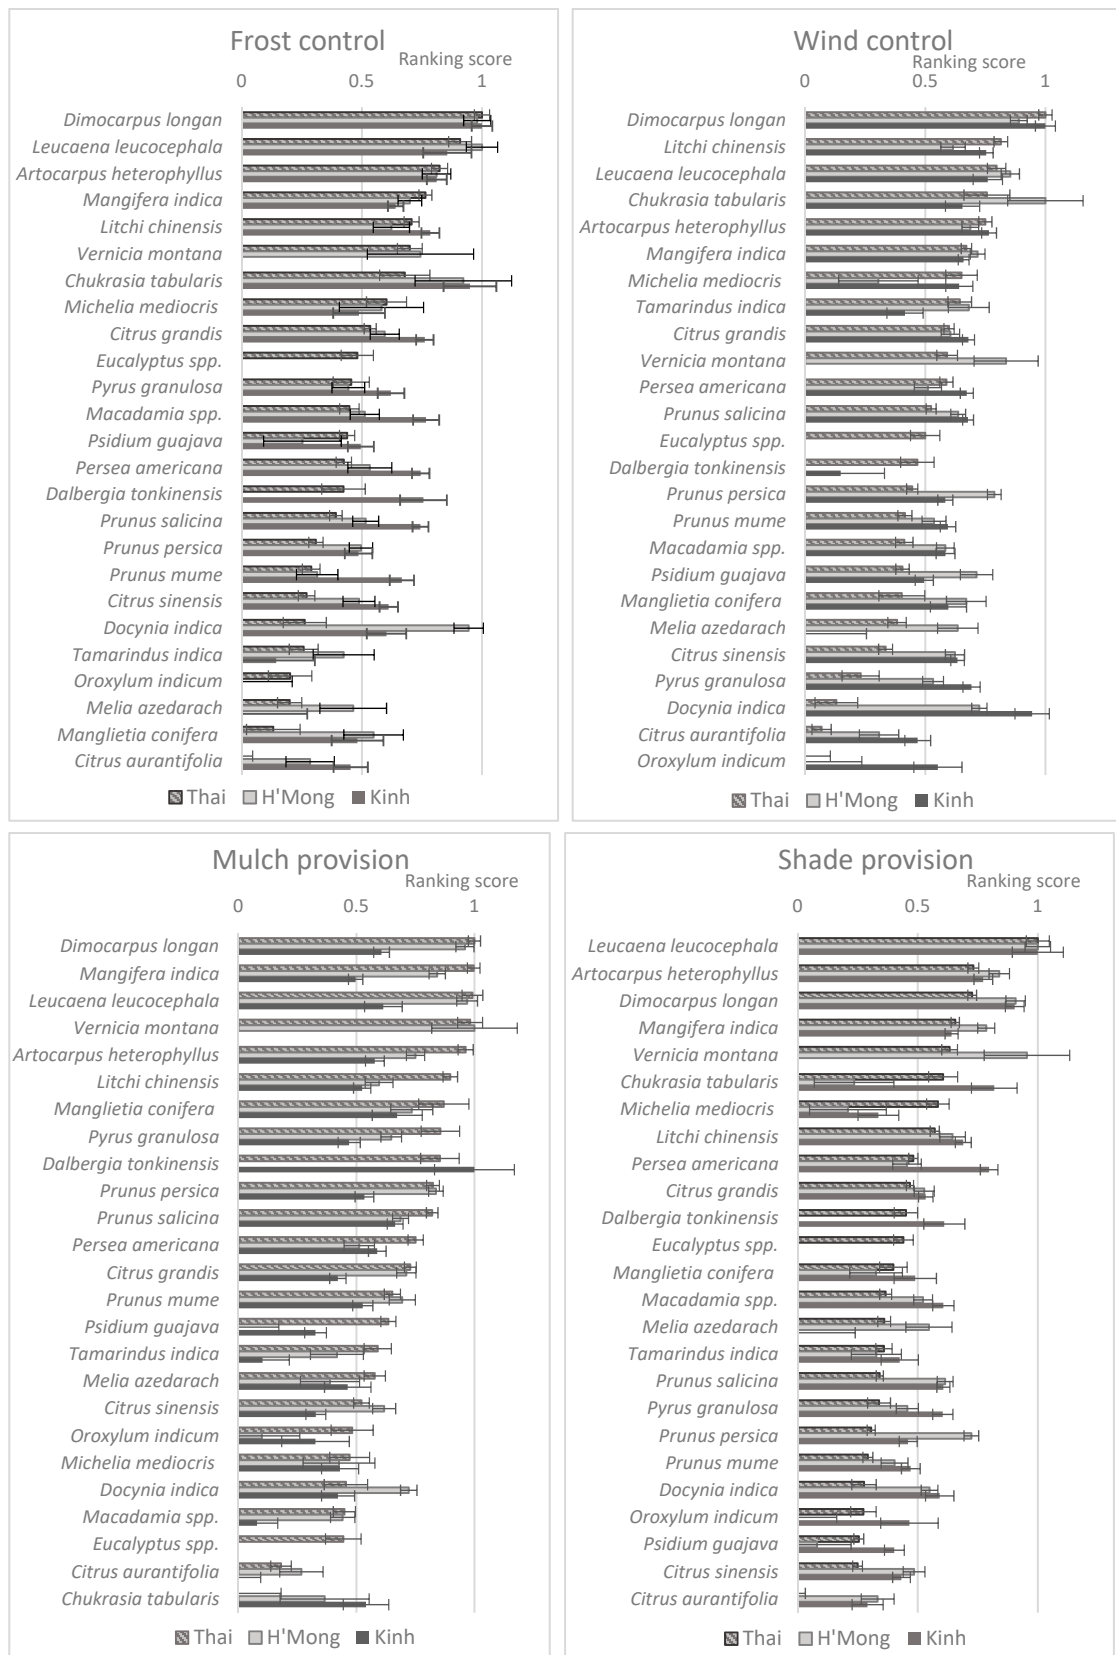 Frost control
Ranking score
0 0.5 1
Dimocarpus longan
Leucaena leucocephala
Artocarpus heterophyllus
Mangifera indica
Litchi chinensis
Vernicia montana
Chukrasia tabularis
Michelia mediocris
Citrus grandis
Eucalyptus spp.
Pyrus granulosa
Macadamia spp.
Psidium guajava
Persea americana
Dalbergia tonkinensis
Prunus salicina
Prunus persica
Prunus mume
Citrus sinensis
Docynia indica
Tamarindus indica
Oroxylum indicum
Melia azedarach
Manglietia conifera
Citrus aurantifolia
Thai H'Mong Kinh
Wind control
Ranking score
0 0.5 1
Dimocarpus longan
Litchi chinensis
Leucaena leucocephala
Chukrasia tabularis
Artocarpus heterophyllus
Mangifera indica
Michelia mediocris
Tamarindus indica
Citrus grandis
Vernicia montana
Persea americana
Prunus salicina
Eucalyptus spp.
Dalbergia tonkinensis
Prunus persica
Prunus mume
Macadamia spp.
Psidium guajava
Manglietia conifera
Melia azedarach
Citrus sinensis
Pyrus granulosa
Docynia indica
Citrus aurantifolia
Oroxylum indicum
Thai H'Mong Kinh
Mulch provision
Ranking score
0 0.5 1
Dimocarpus longan
Mangifera indica
Leucaena leucocephala
Vernicia montana
Artocarpus heterophyllus
Litchi chinensis
Manglietia conifera
Pyrus granulosa
Dalbergia tonkinensis
Prunus persica
Prunus salicina
Persea americana
Citrus grandis
Prunus mume
Psidium guajava
Tamarindus indica
Melia azedarach
Citrus sinensis
Oroxylum indicum
Michelia mediocris
Docynia indica
Macadamia spp.
Eucalyptus spp.
Citrus aurantifolia
Chukrasia tabularis
Thai H'Mong Kinh
Shade provision
Ranking score
0 0.5 1
Leucaena leucocephala
Artocarpus heterophyllus
Dimocarpus longan
Mangifera indica
Vernicia montana
Chukrasia tabularis
Michelia mediocris
Litchi chinensis
Persea americana
Citrus grandis
Dalbergia tonkinensis
Eucalyptus spp.
Manglietia conifera
Macadamia spp.
Melia azedarach
Tamarindus indica
Prunus salicina
Pyrus granulosa
Prunus persica
Prunus mume
Docynia indica
Oroxylum indicum
Psidium guajava
Citrus sinensis
Citrus aurantifolia
Thai H'Mong Kinh